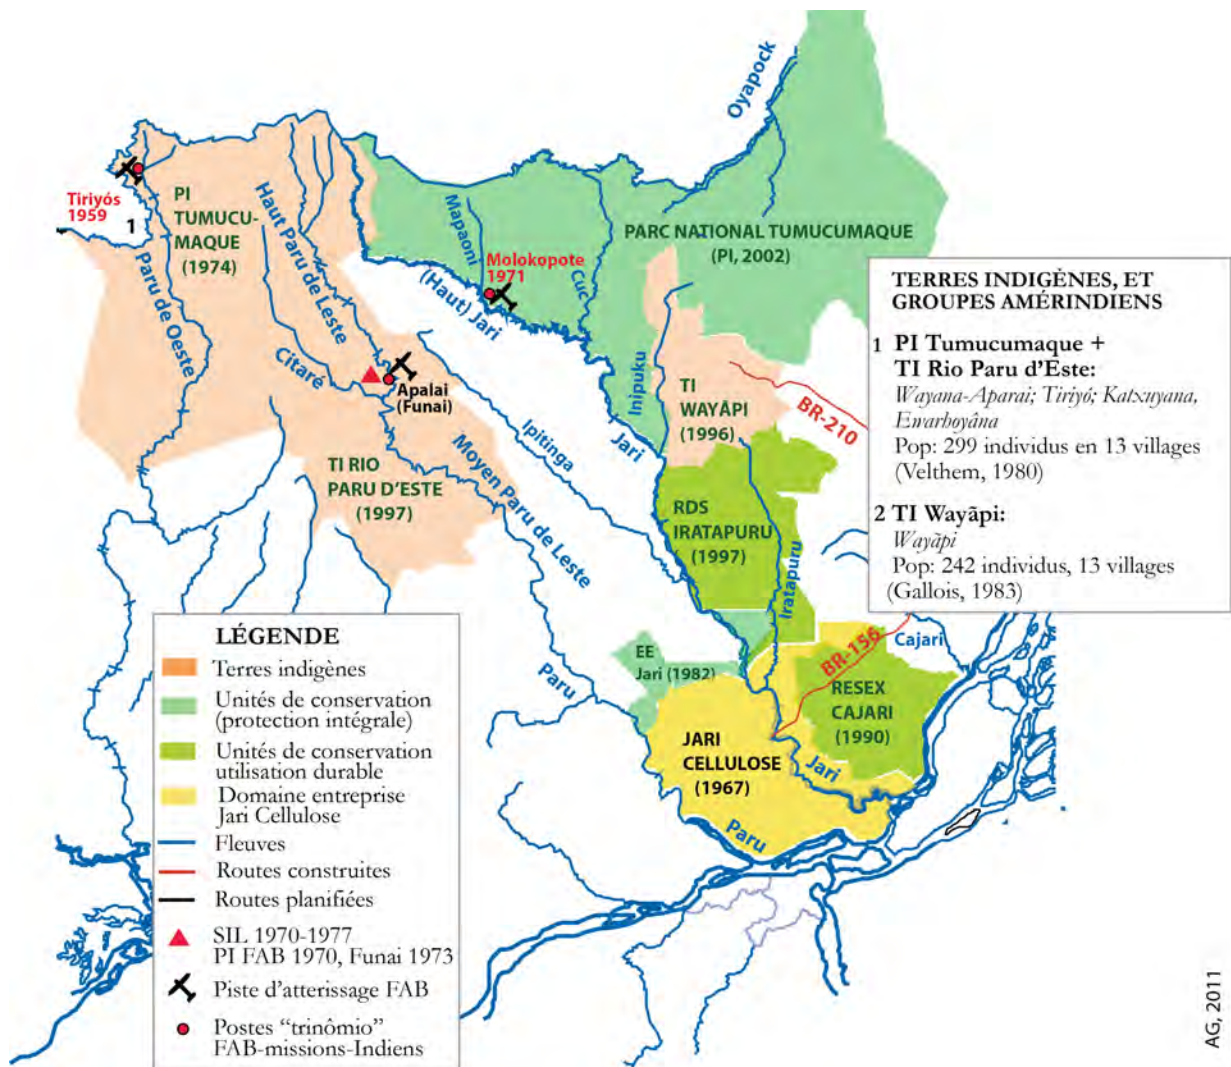 Oyapock
Tiriyós
1959
1
PI
TUMUCU-
MAQUE
(1974)
Haut Paru de Leste
Paru de Oeste
Citaré
Mapaoni
Molokopote
1971
(Haut) Jari
Cuc
PARC NATIONAL TUMUCUMAQUE
(PI, 2002)
Apalai
(Funai)
Ipitinga
Jari
Inipuku
TI
WAYÃPI
(1996)
BR-210
TI RIO
PARU D'ESTE
(1997)
Moyen Paru de Leste
RDS
IRATAPURU
(1997)
Iratapuru
Paru
EE
Jari (1982)
BR-156
Cajari
RESEX
CAJARI
(1990)
JARI
CELLULOSE
(1967)
Jari
Paru
TERRES INDIGÈNES, ET
GROUPES AMÉRINDIENS
1 PI Tumucumaque +
TI Rio Paru d'Este:
Wayana-Aparai; Tiriyó; Katxuyana,
Ewarhoyâna
Pop: 299 individus en 13 villages
(Velthem, 1980)
2 TI Wayãpi:
Wayãpi
Pop: 242 individus, 13 villages
(Gallois, 1983)
LÉGENDE
Terres indigènes
Unités de conservation
(protection intégrale)
Unités de conservation
utilisation durable
Domaine entreprise
Jari Cellulose
Fleuves
Routes construites
Routes planifiées
SIL 1970-1977
PI FAB 1970, Funai 1973
Piste d'atterissage FAB
Postes "trinômio"
FAB-missions-Indiens
AG, 2011